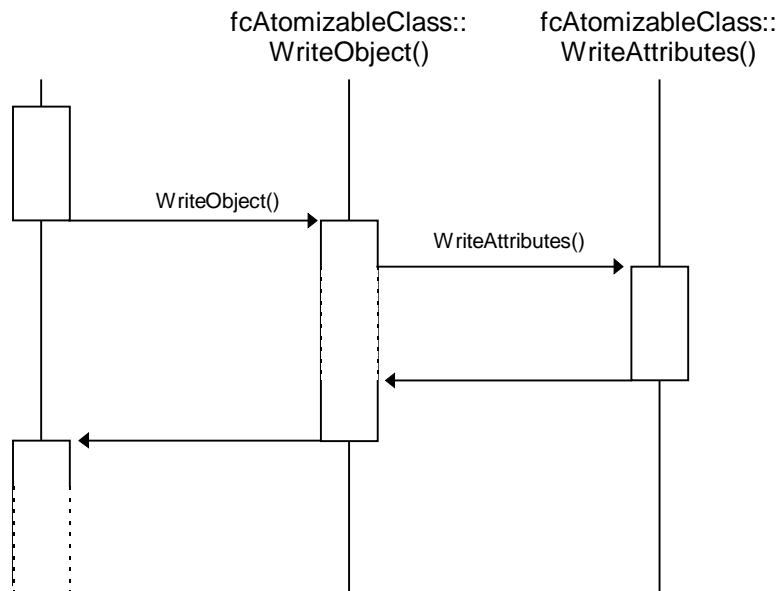 fcAtomizableClass::
WriteObject()
fcAtomizableClass::
WriteAttributes()
WriteObject()
WriteAttributes()